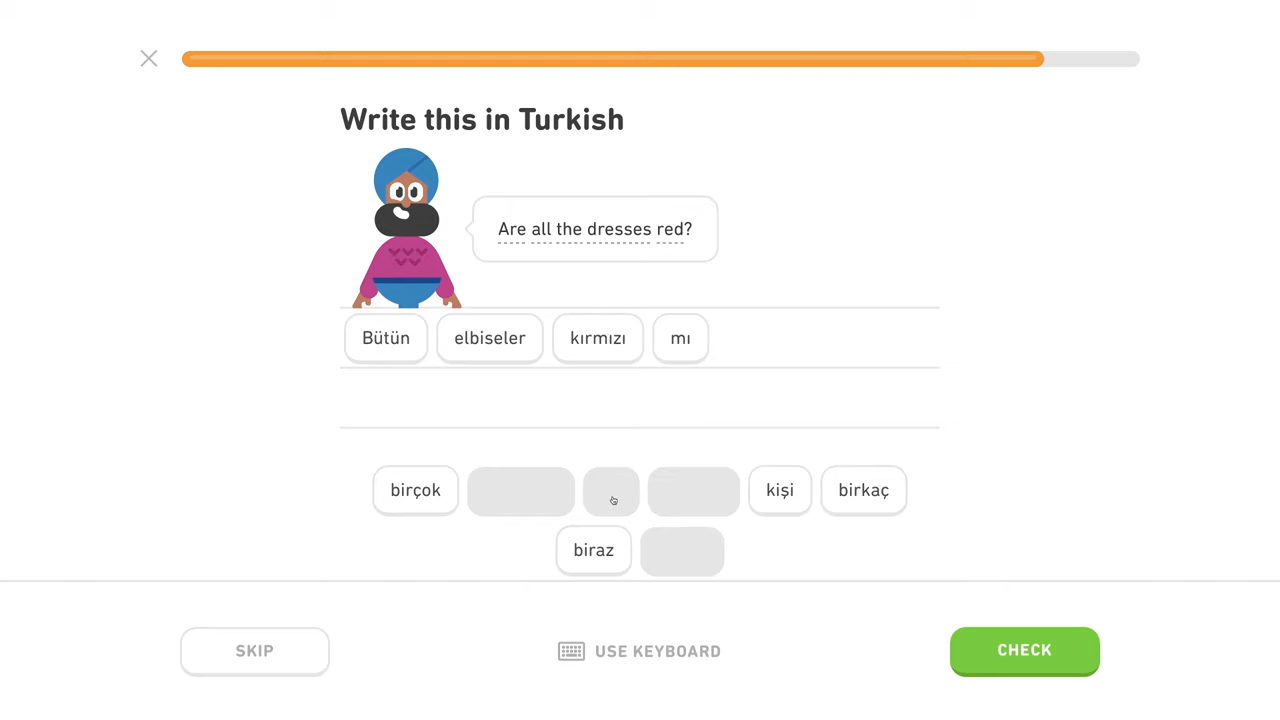 Write this in Turkish
Are all the dresses red?
Bütün elbiseler kırmızı mı
birçok kişi birkaç
biraz
SKIP USE KEYBOARD CHECK